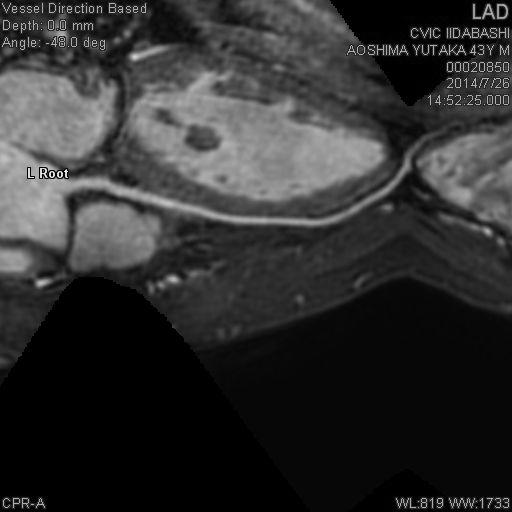 Vessel Direction Based
Depth: 0.0 mm
Angle: -48.0 deg
LAD
CVIC IIDABASHI
AOSHIMA YUTAKA 43Y M
00020850
2014/7/26
14:52:25.000
L Root
CPR-A
WL:819 WW:1733